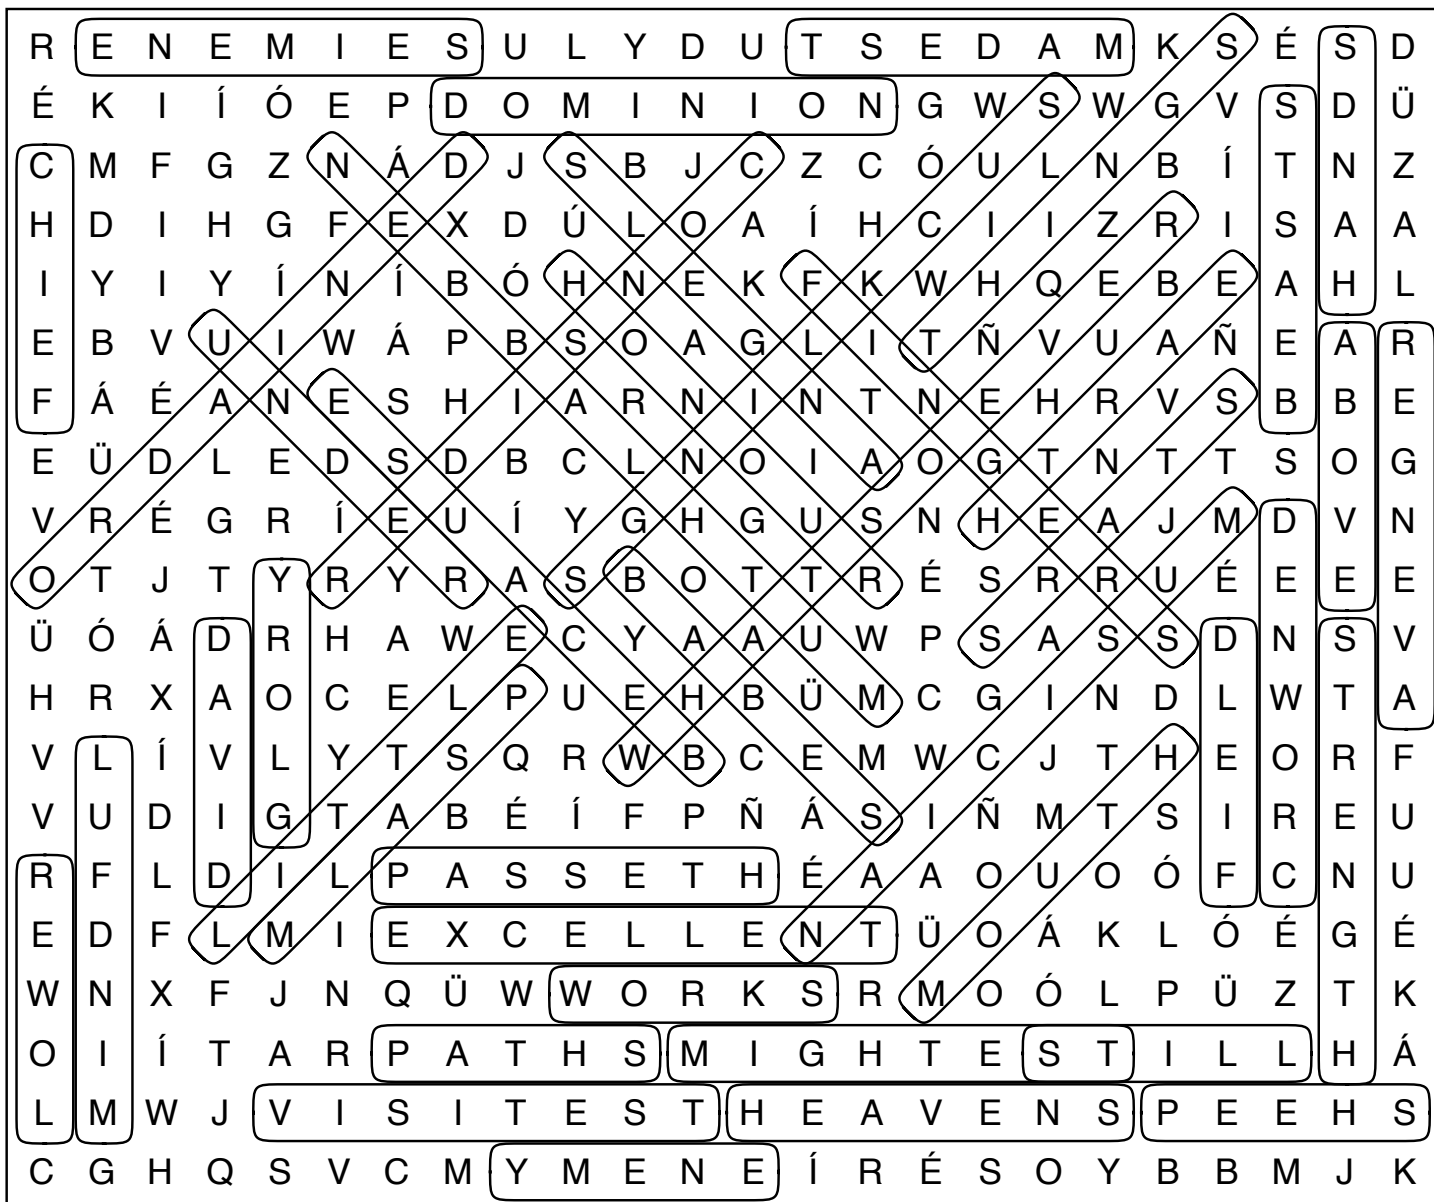 R E N E M I E S U L Y D U T S E D A M K S É S D
É K I Í Ó E P D O M I N I O N G W S W G V S D Ü
C M F G Z N Á D J S B J C Z C Ó U L N B Í T N Z
H D I H G F E X D Ú L O A Í H C I I Z R I S A A
I Y I Y Í N Í B Ó H N E K F K W H Q E B E A H L
E B V U I W Á P B S O A G L I T Ñ V U A Ñ E A R
F Á É A N E S H I A R N I N T N E H R V S B B E
E Ü D L E D S D B C L N O I A O G T N T T S O G
V R É G R Í E U Í Y G H G U S N H E A J M D V N
O T J T Y R Y R A S B O T T R É S R R U É E E E
Ü Ó Á D R H A W E C Y A A U W P S A S S D N S V
H R X A O C E L P U E H B Ü M C G I N D L W T A
V L Í V L Y T S Q R W B C E M W C J T H E O R F
V U D I G T A B É Í F P Ñ Á S I Ñ M T S I R E U
R F L D I L P A S S E T H É A A O U O Ó F C N U
E D F L M I E X C E L L E N T Ü O Á K L Ó É G É
W N X F J N Q Ü W W O R K S R M O Ó L P Ü Z T K
O I Í T A R P A T H S M I G H T E S T I L L H Á
L M W J V I S I T E S T H E A V E N S P E E H S
C G H Q S V C M Y M E N E Í R É S O Y B B M J K